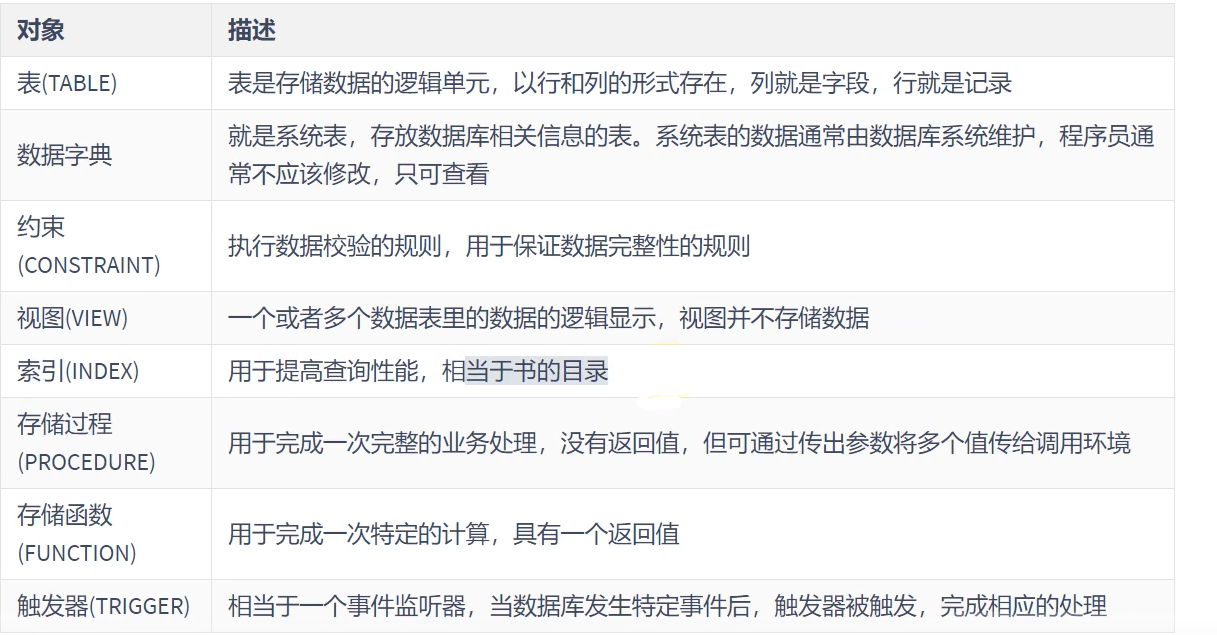 对象 描述
表(TABLE) 表是存储数据的逻辑单元，以行和列的形式存在，列就是字段，行就是记录
数据字典 就是系统表，存放数据库相关信息的表。系统表的数据通常由数据库系统维护，程序员通
常不应该修改，只可查看
约束
(CONSTRAINT) 执行数据校验的规则，用于保证数据完整性的规则
视图(VIEW) 一个或者多个数据表里的数据的逻辑显示，视图并不存储数据
索引(INDEX) 用于提高查询性能，相当于书的目录
存储过程
(PROCEDURE) 用于完成一次完整的业务处理，没有返回值，但可通过传出参数将多个值传给调用环境
存储函数
(FUNCTION) 用于完成一次特定的计算，具有一个返回值
触发器(TRIGGER) 相当于一个事件监听器，当数据库发生特定事件后，触发器被触发，完成相应的处理